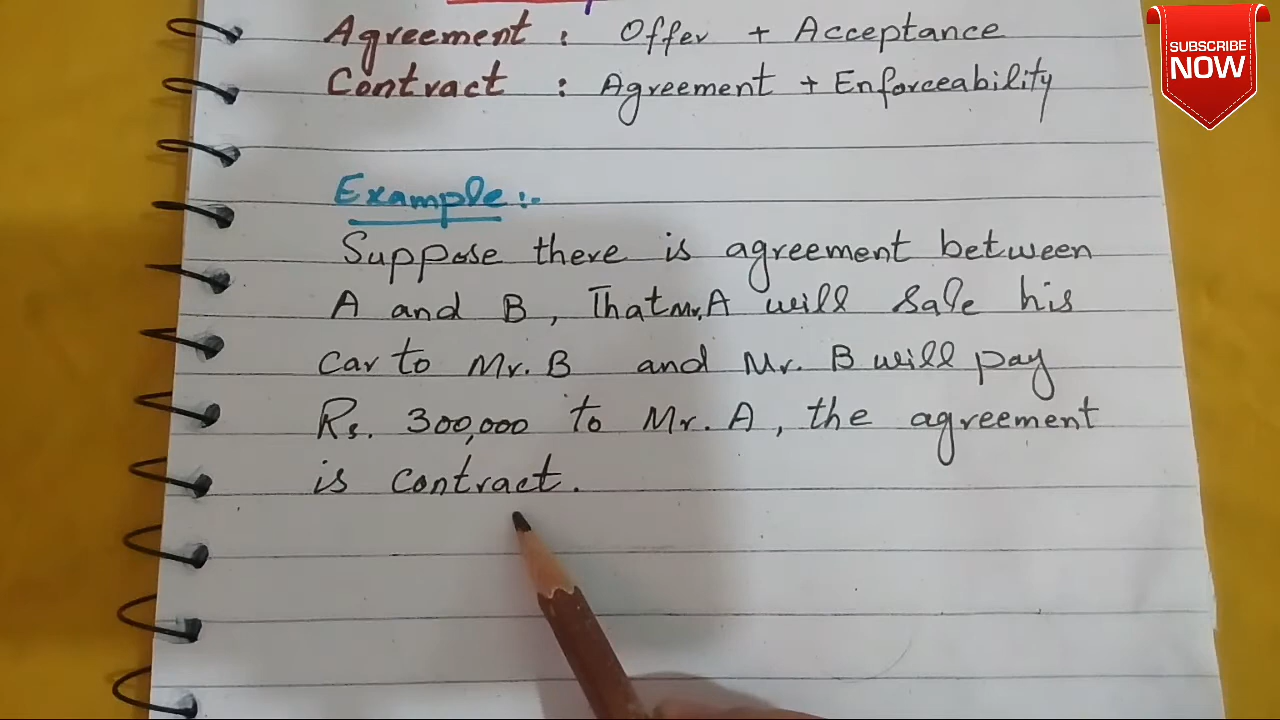 Agreement : Offer + Acceptance
Contract : Agreement + Enforceability
Example :-
Suppose there is agreement between
A and B, That Mr. A will sale his
car to Mr. B and Mr. B will pay
Rs. 300,000 to Mr. A, the agreement
is contract.
SUBSCRIBE
NOW